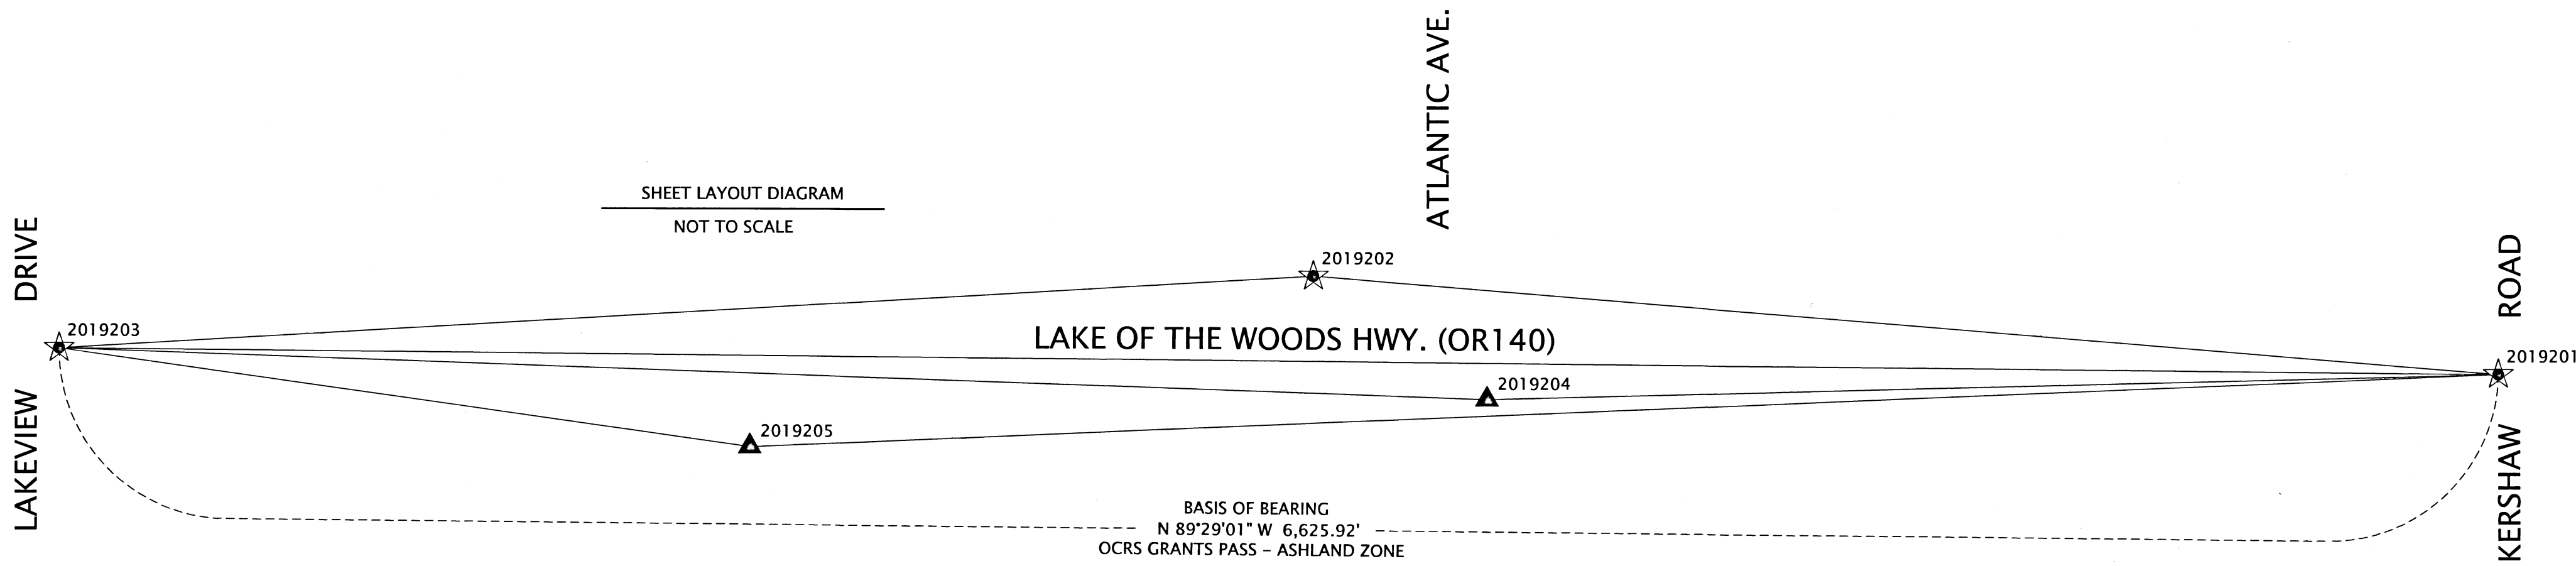 ATLANTIC AVE.
SHEET LAYOUT DIAGRAM
NOT TO SCALE
LAKEVIEW DRIVE
KERSHAW ROAD
2019202
2019203
LAKE OF THE WOODS HWY. (OR140)
2019201
2019204
2019205
BASIS OF BEARING
N 89°29'01" W 6,625.92'
OCRS GRANTS PASS - ASHLAND ZONE